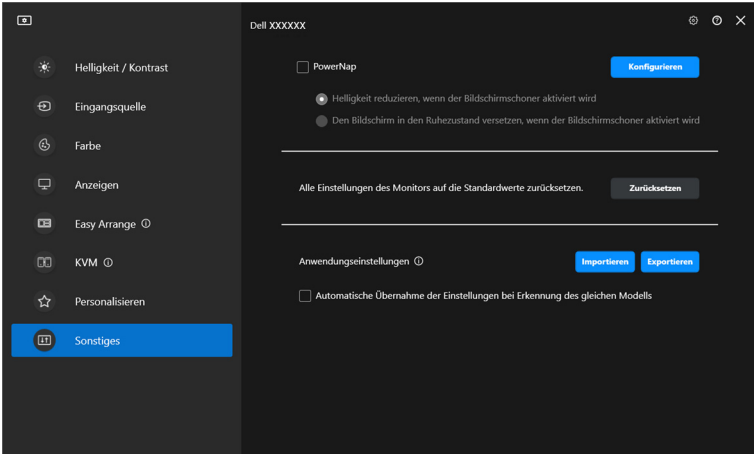 Dell XXXXXX
Helligkeit / Kontrast
Eingangsquelle
Farbe
Anzeigen
Easy Arrange
KVM
Personalisieren
Sonstiges
PowerNap
Konfigurieren
Helligkeit reduzieren, wenn der Bildschirmschoner aktiviert wird
Den Bildschirm in den Ruhezustand versetzen, wenn der Bildschirmschoner aktiviert wird
Alle Einstellungen des Monitors auf die Standardwerte zurücksetzen.
Zurücksetzen
Anwendungseinstellungen
Importieren
Exportieren
Automatische Übernahme der Einstellungen bei Erkennung des gleichen Modells